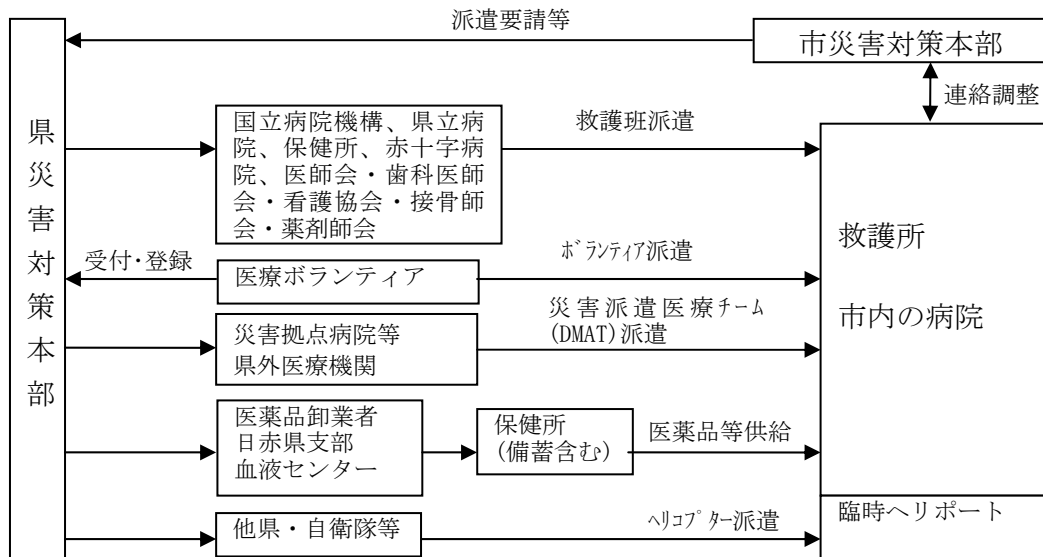 派遣要請等
市災害対策本部
連絡調整
県災害対策本部
国立病院機構、県立病
院、保健所、赤十字病
院、医師会・歯科医師
会・看護協会・接骨師
会・薬剤師会
救護班派遣
救護所
市内の病院
受付・登録
医療ボランティア
ﾎﾞﾗﾝﾃｨｱ派遣
災害拠点病院等
県外医療機関
災害派遣医療ﾁｰﾑ
(DMAT)派遣
医薬品卸業者
日赤県支部
血液センター
保健所
(備蓄含む)
医薬品等供給
他県・自衛隊等
ﾍﾘｺﾌﾟﾀｰ派遣
臨時ヘリポート